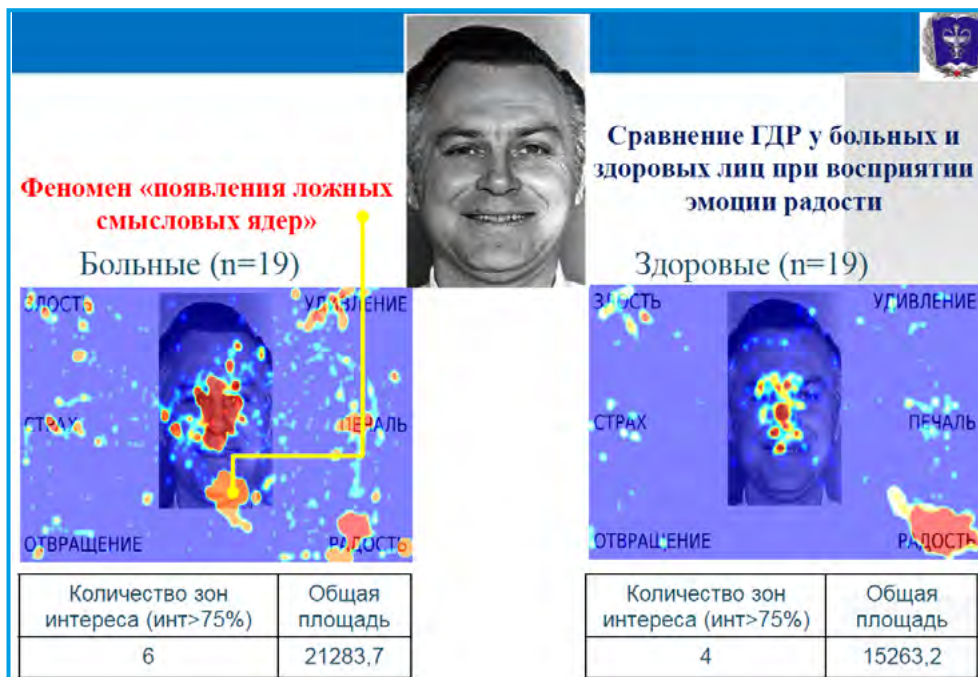 Феномен «появления ложных
смысловых ядер»
Сравнение ГДР у больных и
здоровых лиц при восприятии
эмоции радости
Больные (n=19)
ЗЛОСТЬ
УДИВЛЕНИЕ
СТРАХ
ПЕЧАЛЬ
ОТВРАЩЕНИЕ
РАДОСТЬ
Количество зон
интереса (инт>75%)
Общая
площадь
6
21283,7
Здоровые (n=19)
ЗЛОСТЬ
УДИВЛЕНИЕ
СТРАХ
ПЕЧАЛЬ
ОТВРАЩЕНИЕ
РАДОСТЬ
Количество зон
интереса (инт>75%)
Общая
площадь
4
15263,2